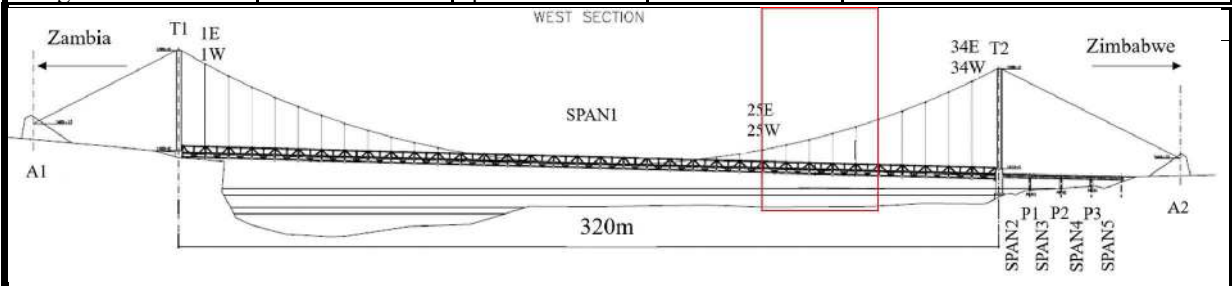 WEST SECTION
Zambia
T1
1E
1W
SPAN1
25E
25W
34E
34W
T2
Zimbabwe
A1
A2
320m
P1
P2
P3
SPAN2
SPAN3
SPAN4
SPAN5